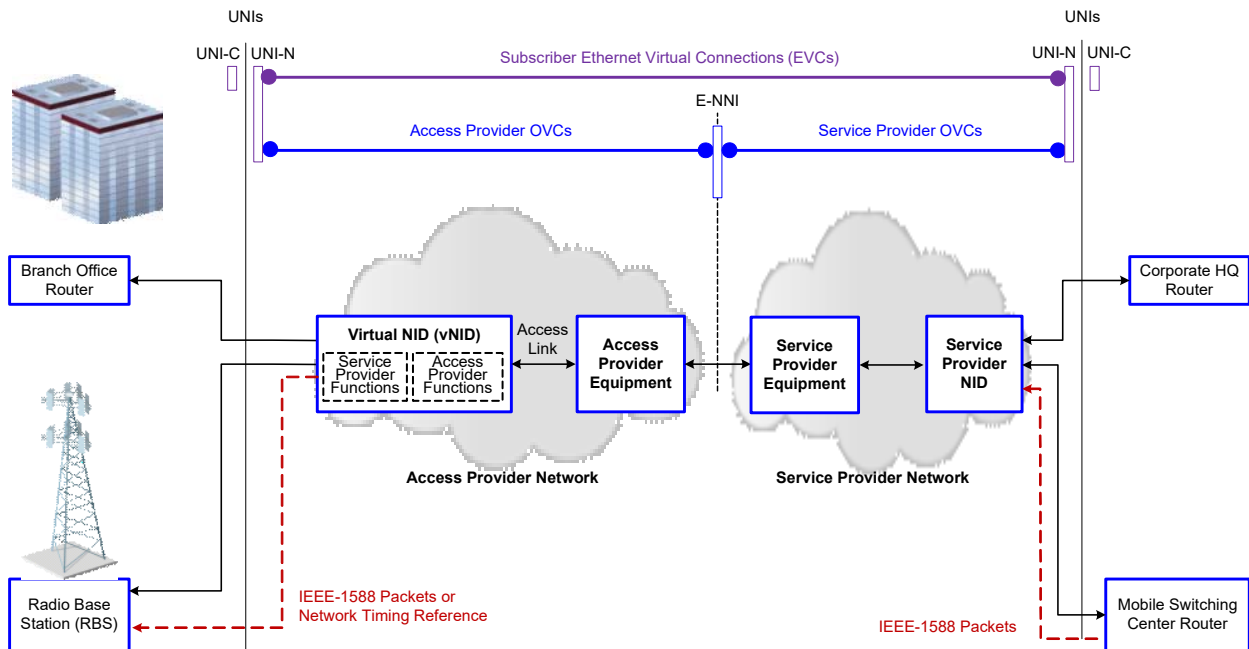 UNIs
UNIs
UNI-C
UNI-N
Subscriber Ethernet Virtual Connections (EVCs)
UNI-N
UNI-C
E-NNI
Access Provider OVCs
Service Provider OVCs
Branch Office
Router
Corporate HQ
Router
Virtual NID (vNID)
Service
Provider
Functions
Access
Provider
Functions
Access
Link
Access
Provider
Equipment
Service
Provider
Equipment
Service
Provider
NID
Access Provider Network
Service Provider Network
Radio Base
Station (RBS)
IEEE-1588 Packets or
Network Timing Reference
IEEE-1588 Packets
Mobile Switching
Center Router